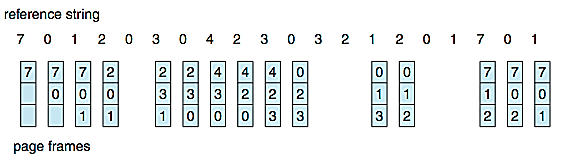 reference string
7 0 1 2 0 3 0 4 2 3 0 3 2 1 2 0 1 7 0 1
7 7 7 2 2 2 4 4 4 0 0 0 7 7 7
0 0 0 3 3 3 2 2 2 1 1 1 0 0
1 1 1 0 0 0 3 3 3 2 2 2 1
page frames